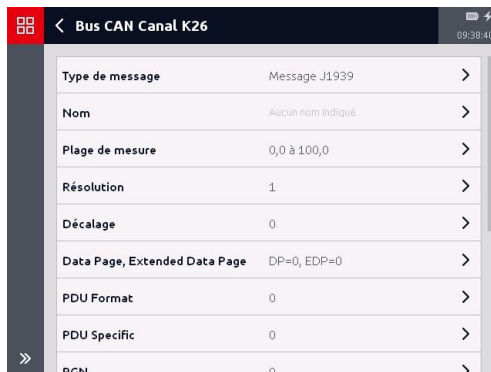 Bus CAN Canal K26
09:38:40
Type de message Message J1939
Nom Aucun nom indiqué
Plage de mesure 0,0 à 100,0
Résolution 1
Décalage 0
Data Page, Extended Data Page DP=0, EDP=0
PDU Format 0
PDU Specific 0
PGN 0